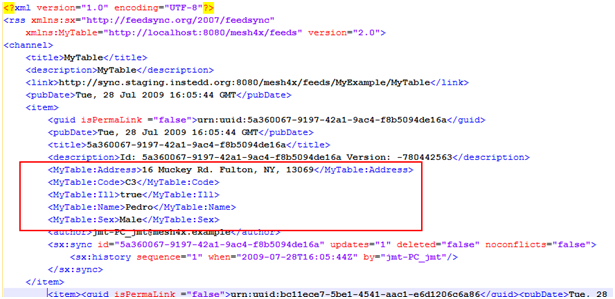 <?xml version="1.0" encoding="UTF-8"?>
<rss xmlns:sx="http://feedsync.org/2007/feedsync"
xmlns:MyTable="http://localhost:8080/mesh4x/feeds" version="2.0">
<channel>
<title>MyTable</title>
<description>MyTable</description>
<link>http://sync.staging.instedd.org:8080/mesh4x/feeds/MyExample/MyTable</link>
<pubDate>Tue, 28 Jul 2009 16:05:44 GMT</pubDate>
<item>
<guid isPermaLink ="false">urn:uuid:5a360067-9197-42a1-9ac4-f8b5094de16a</guid>
<pubDate>Tue, 28 Jul 2009 16:05:44 GMT</pubDate>
<title>5a360067-9197-42a1-9ac4-f8b5094de16a</title>
<description>Id: 5a360067-9197-42a1-9ac4-f8b5094de16a Version: -780442563</description>
<MyTable:Address>16 Muckey Rd. Fulton, NY, 13069</MyTable:Address>
<MyTable:Code>C3</MyTable:Code>
<MyTable:Ill>true</MyTable:Ill>
<MyTable:Name>Pedro</MyTable:Name>
<MyTable:Sex>Male</MyTable:Sex>
<author>jmt-PC_jmt@mesh4x.example</author>
<sx:sync id="5a360067-9197-42a1-9ac4-f8b5094de16a" updates="1" deleted="false" noconflicts="false">
<sx:history sequence="1" when="2009-07-28T16:05:44Z" by="jmt-PC_jmt"/>
</sx:sync>
</item>
<item><guid isPermaLink ="false">urn:uuid:bc11ece7-5be1-4541-aac1-e6d1206c6a86</guid><pubDate>Tue, 28